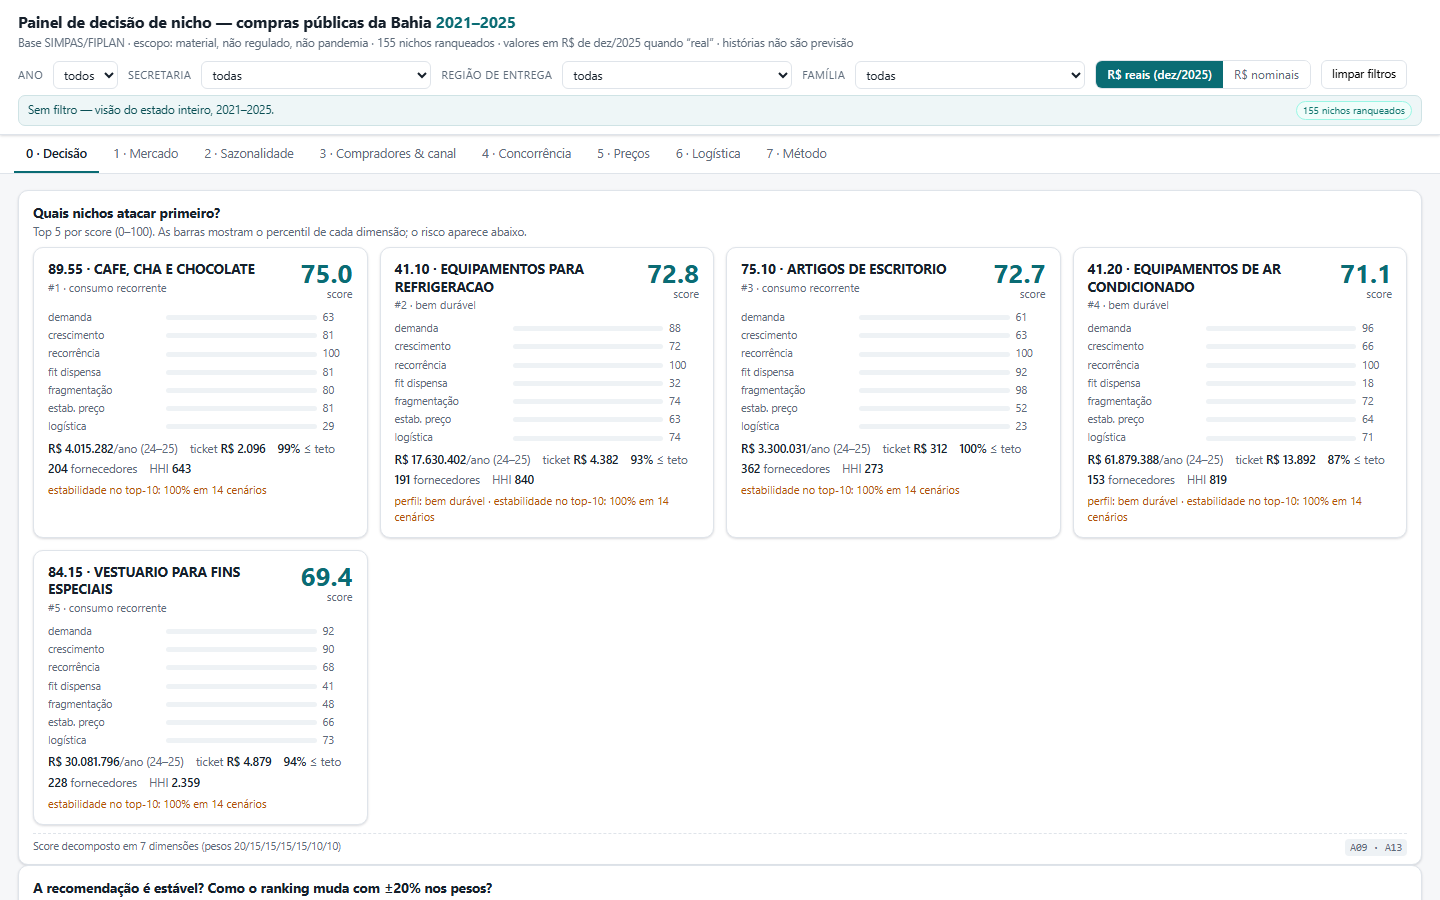 Painel de decisão de nicho — compras públicas da Bahia 2021–2025
Base SIMPAS/FIPLAN · escopo: material, não regulado, não pandemia · 155 nichos ranqueados · valores em R$ de dez/2025 quando "real" · histórias não são previsão
ANO todos SECRETARIA todas REGIÃO DE ENTREGA todas FAMÍLIA todas R$ reais (dez/2025) R$ nominais limpar filtros
Sem filtro — visão do estado inteiro, 2021–2025. 155 nichos ranqueados
0 · Decisão 1 · Mercado 2 · Sazonalidade 3 · Compradores & canal 4 · Concorrência 5 · Preços 6 · Logística 7 · Método
Quais nichos atacar primeiro?
Top 5 por score (0–100). As barras mostram o percentil de cada dimensão; o risco aparece abaixo.
89.55 · CAFE, CHA E CHOCOLATE 75.0
#1 · consumo recorrente score
demanda 63
crescimento 81
recorrência 100
fit dispensa 81
fragmentação 80
estab. preço 81
logística 29
R$ 4.015.282/ano (24–25) ticket R$ 2.096 99% ≤ teto
204 fornecedores HHI 643
estabilidade no top-10: 100% em 14 cenários
41.10 · EQUIPAMENTOS PARA 72.8
REFRIGERACAO score
#2 · bem durável
demanda 88
crescimento 72
recorrência 100
fit dispensa 32
fragmentação 74
estab. preço 63
logística 74
R$ 17.630.402/ano (24–25) ticket R$ 4.382 93% ≤ teto
191 fornecedores HHI 840
perfil: bem durável · estabilidade no top-10: 100% em 14
cenários
75.10 · ARTIGOS DE ESCRITORIO 72.7
#3 · consumo recorrente score
demanda 61
crescimento 63
recorrência 100
fit dispensa 92
fragmentação 98
estab. preço 52
logística 23
R$ 3.300.031/ano (24–25) ticket R$ 312 100% ≤ teto
362 fornecedores HHI 273
estabilidade no top-10: 100% em 14 cenários
41.20 · EQUIPAMENTOS DE AR 71.1
CONDICIONADO score
#4 · bem durável
demanda 96
crescimento 66
recorrência 100
fit dispensa 18
fragmentação 72
estab. preço 64
logística 71
R$ 61.879.388/ano (24–25) ticket R$ 13.892 87% ≤ teto
153 fornecedores HHI 819
perfil: bem durável · estabilidade no top-10: 100% em 14
cenários
84.15 · VESTUARIO PARA FINS 69.4
ESPECIAIS score
#5 · consumo recorrente
demanda 92
crescimento 90
recorrência 68
fit dispensa 41
fragmentação 48
estab. preço 66
logística 73
R$ 30.081.796/ano (24–25) ticket R$ 4.879 94% ≤ teto
228 fornecedores HHI 2.359
estabilidade no top-10: 100% em 14 cenários
Score decomposto em 7 dimensões (pesos 20/15/15/15/15/10/10) A09 · A13
A recomendação é estável? Como o ranking muda com ±20% nos pesos?